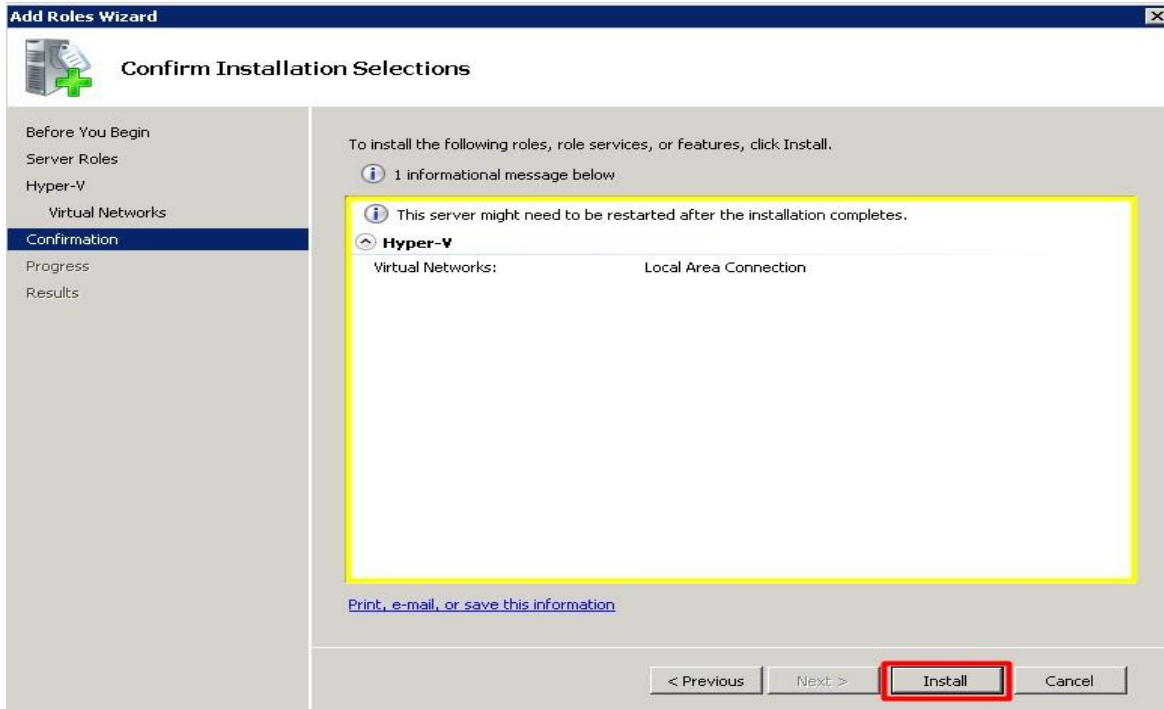 Add Roles Wizard
Confirm Installation Selections
Before You Begin
Server Roles
Hyper-V
Virtual Networks
Confirmation
Progress
Results
To install the following roles, role services, or features, click Install.
1 informational message below
This server might need to be restarted after the installation completes.
Hyper-V
Virtual Networks: Local Area Connection
Print, e-mail, or save this information
< Previous Next > Install Cancel